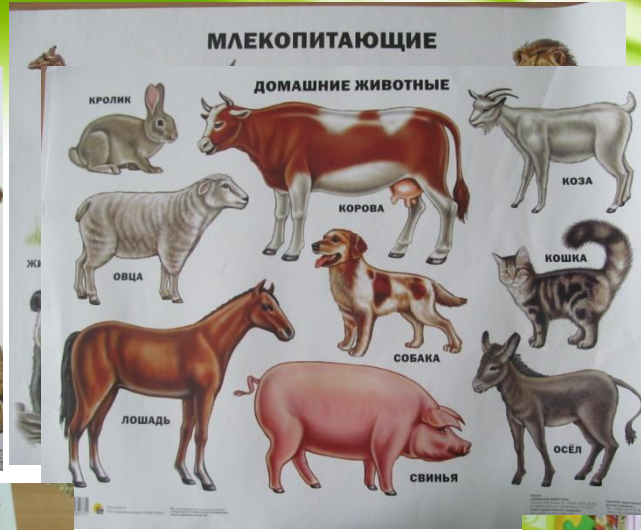 МЛЕКОПИТАЮЩИЕ
ДОМАШНИЕ ЖИВОТНЫЕ
КРОЛИК
КОЗА
КОРОВА
ОВЦА
КОШКА
СОБАКА
ЛОШАДЬ
ОСЁЛ
СВИНЬЯ